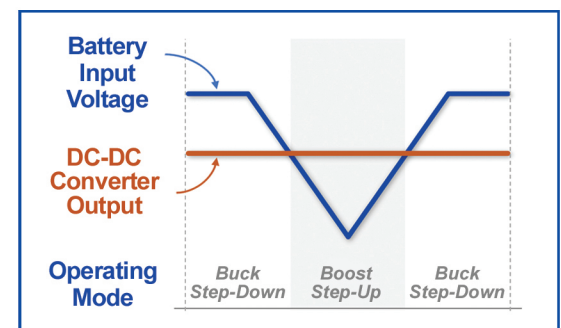 Battery
Input
Voltage
DC-DC
Converter
Output
Operating
Mode
Buck
Step-Down
Boost
Step-Up
Buck
Step-Down